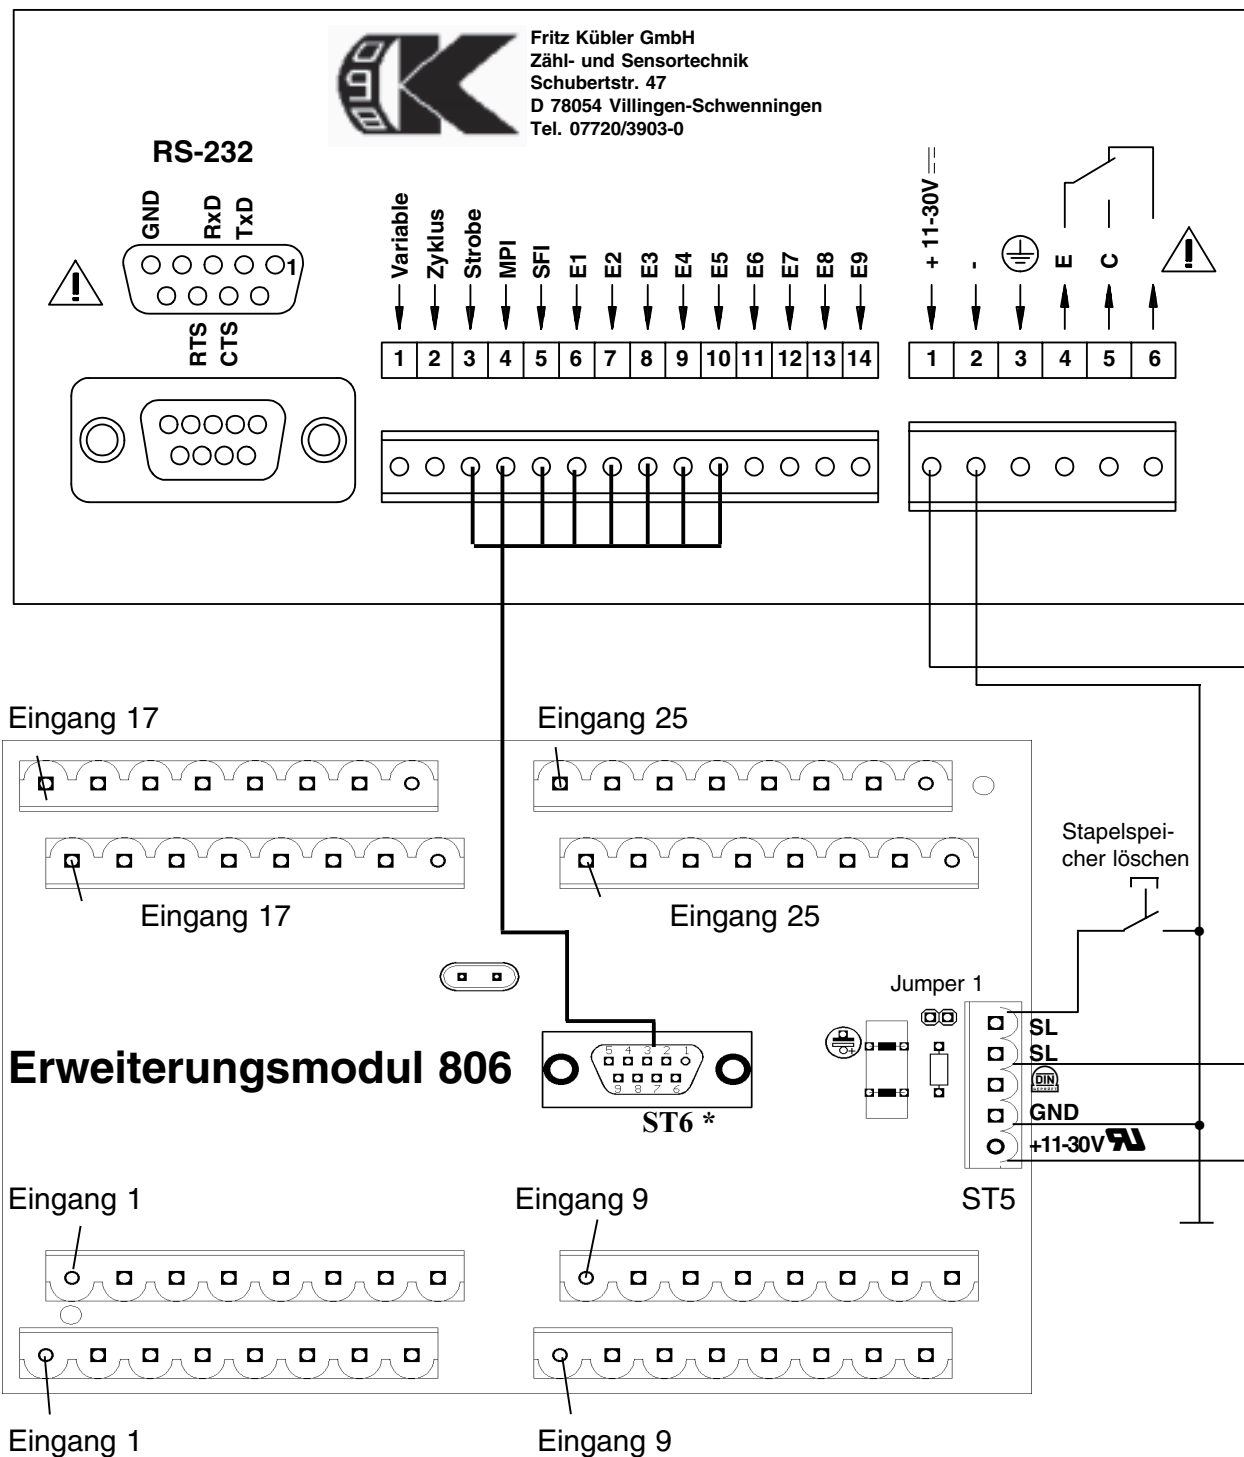 Fritz Kübler GmbH
Zähl- und Sensortechnik
Schubertstr. 47
D 78054 Villingen-Schwenningen
Tel. 07720/3903-0
RS-232
GND
RxD
TxD
1
RTS
CTS
Variable
Zyklus
Strobe
MPI
SFI
E1
E2
E3
E4
E5
E6
E7
E8
E9
+ 11-30V
-
E
C
1 2 3 4 5 6 7 8 9 10 11 12 13 14
1 2 3 4 5 6
Eingang 17
Eingang 25
Eingang 17
Eingang 25
Stapelspei-
cher löschen
Jumper 1
Erweiterungsmodul 806
5 4 3 2 1
9 8 7 6
ST6 *
SL
SL
DIN
GND
+11-30V
ST5
Eingang 1
Eingang 9
Eingang 1
Eingang 9